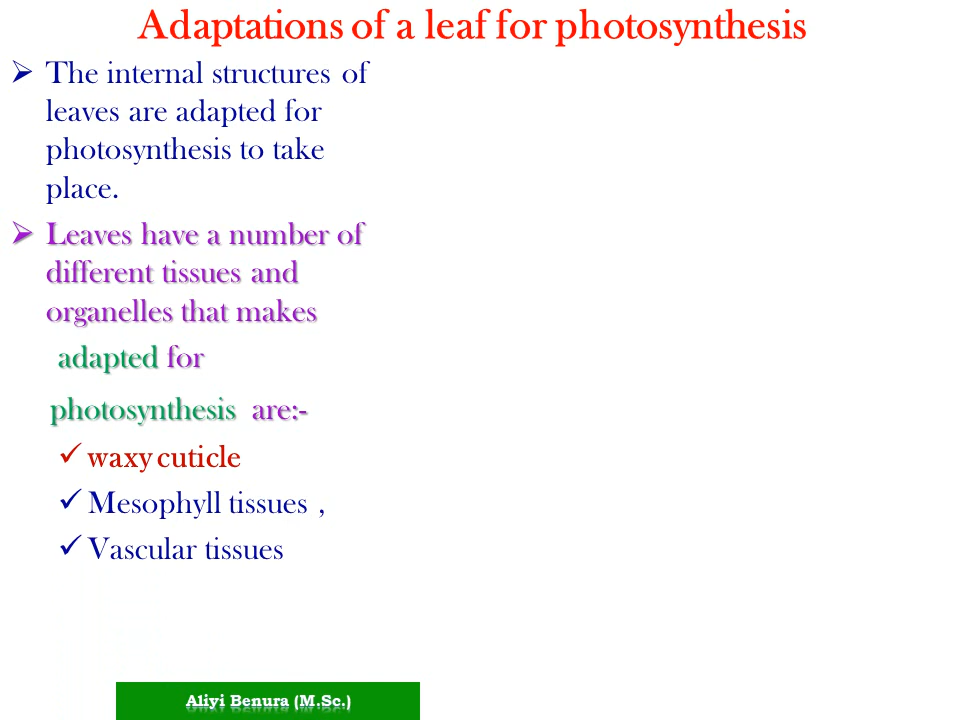 Adaptations of a leaf for photosynthesis
➢ The internal structures of
leaves are adapted for
photosynthesis to take
place.
➢ Leaves have a number of
different tissues and
organelles that makes
adapted for
photosynthesis are:-
✓ waxy cuticle
✓ Mesophyll tissues ,
✓ Vascular tissues
Aliyi Benura (M.Sc.)